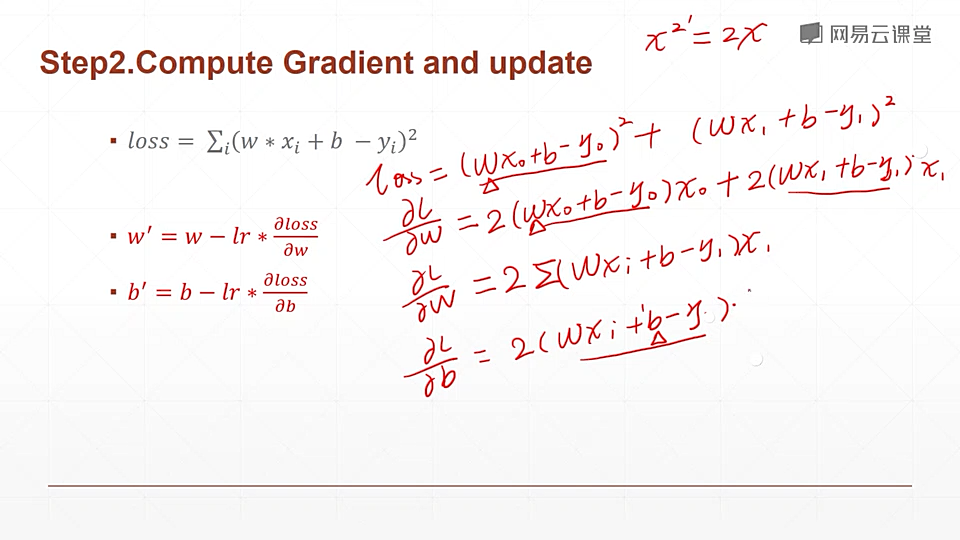 x²' = 2x
网易云课堂
Step2.Compute Gradient and update
▪ loss = ∑ᵢ(w ∗ xᵢ + b − yᵢ)²
loss = (wx₀+b−y₀)² + (wx₁+b−y₁)²
∂L/∂w = 2(wx₀+b−y₀)x₀ + 2(wx₁+b−y₁)x₁
▪ w′ = w − lr ∗ ∂loss/∂w
∂L/∂w = 2∑(wxᵢ+b−yᵢ)xᵢ
▪ b′ = b − lr ∗ ∂loss/∂b
∂L/∂b = 2(wxᵢ+b−y.)·